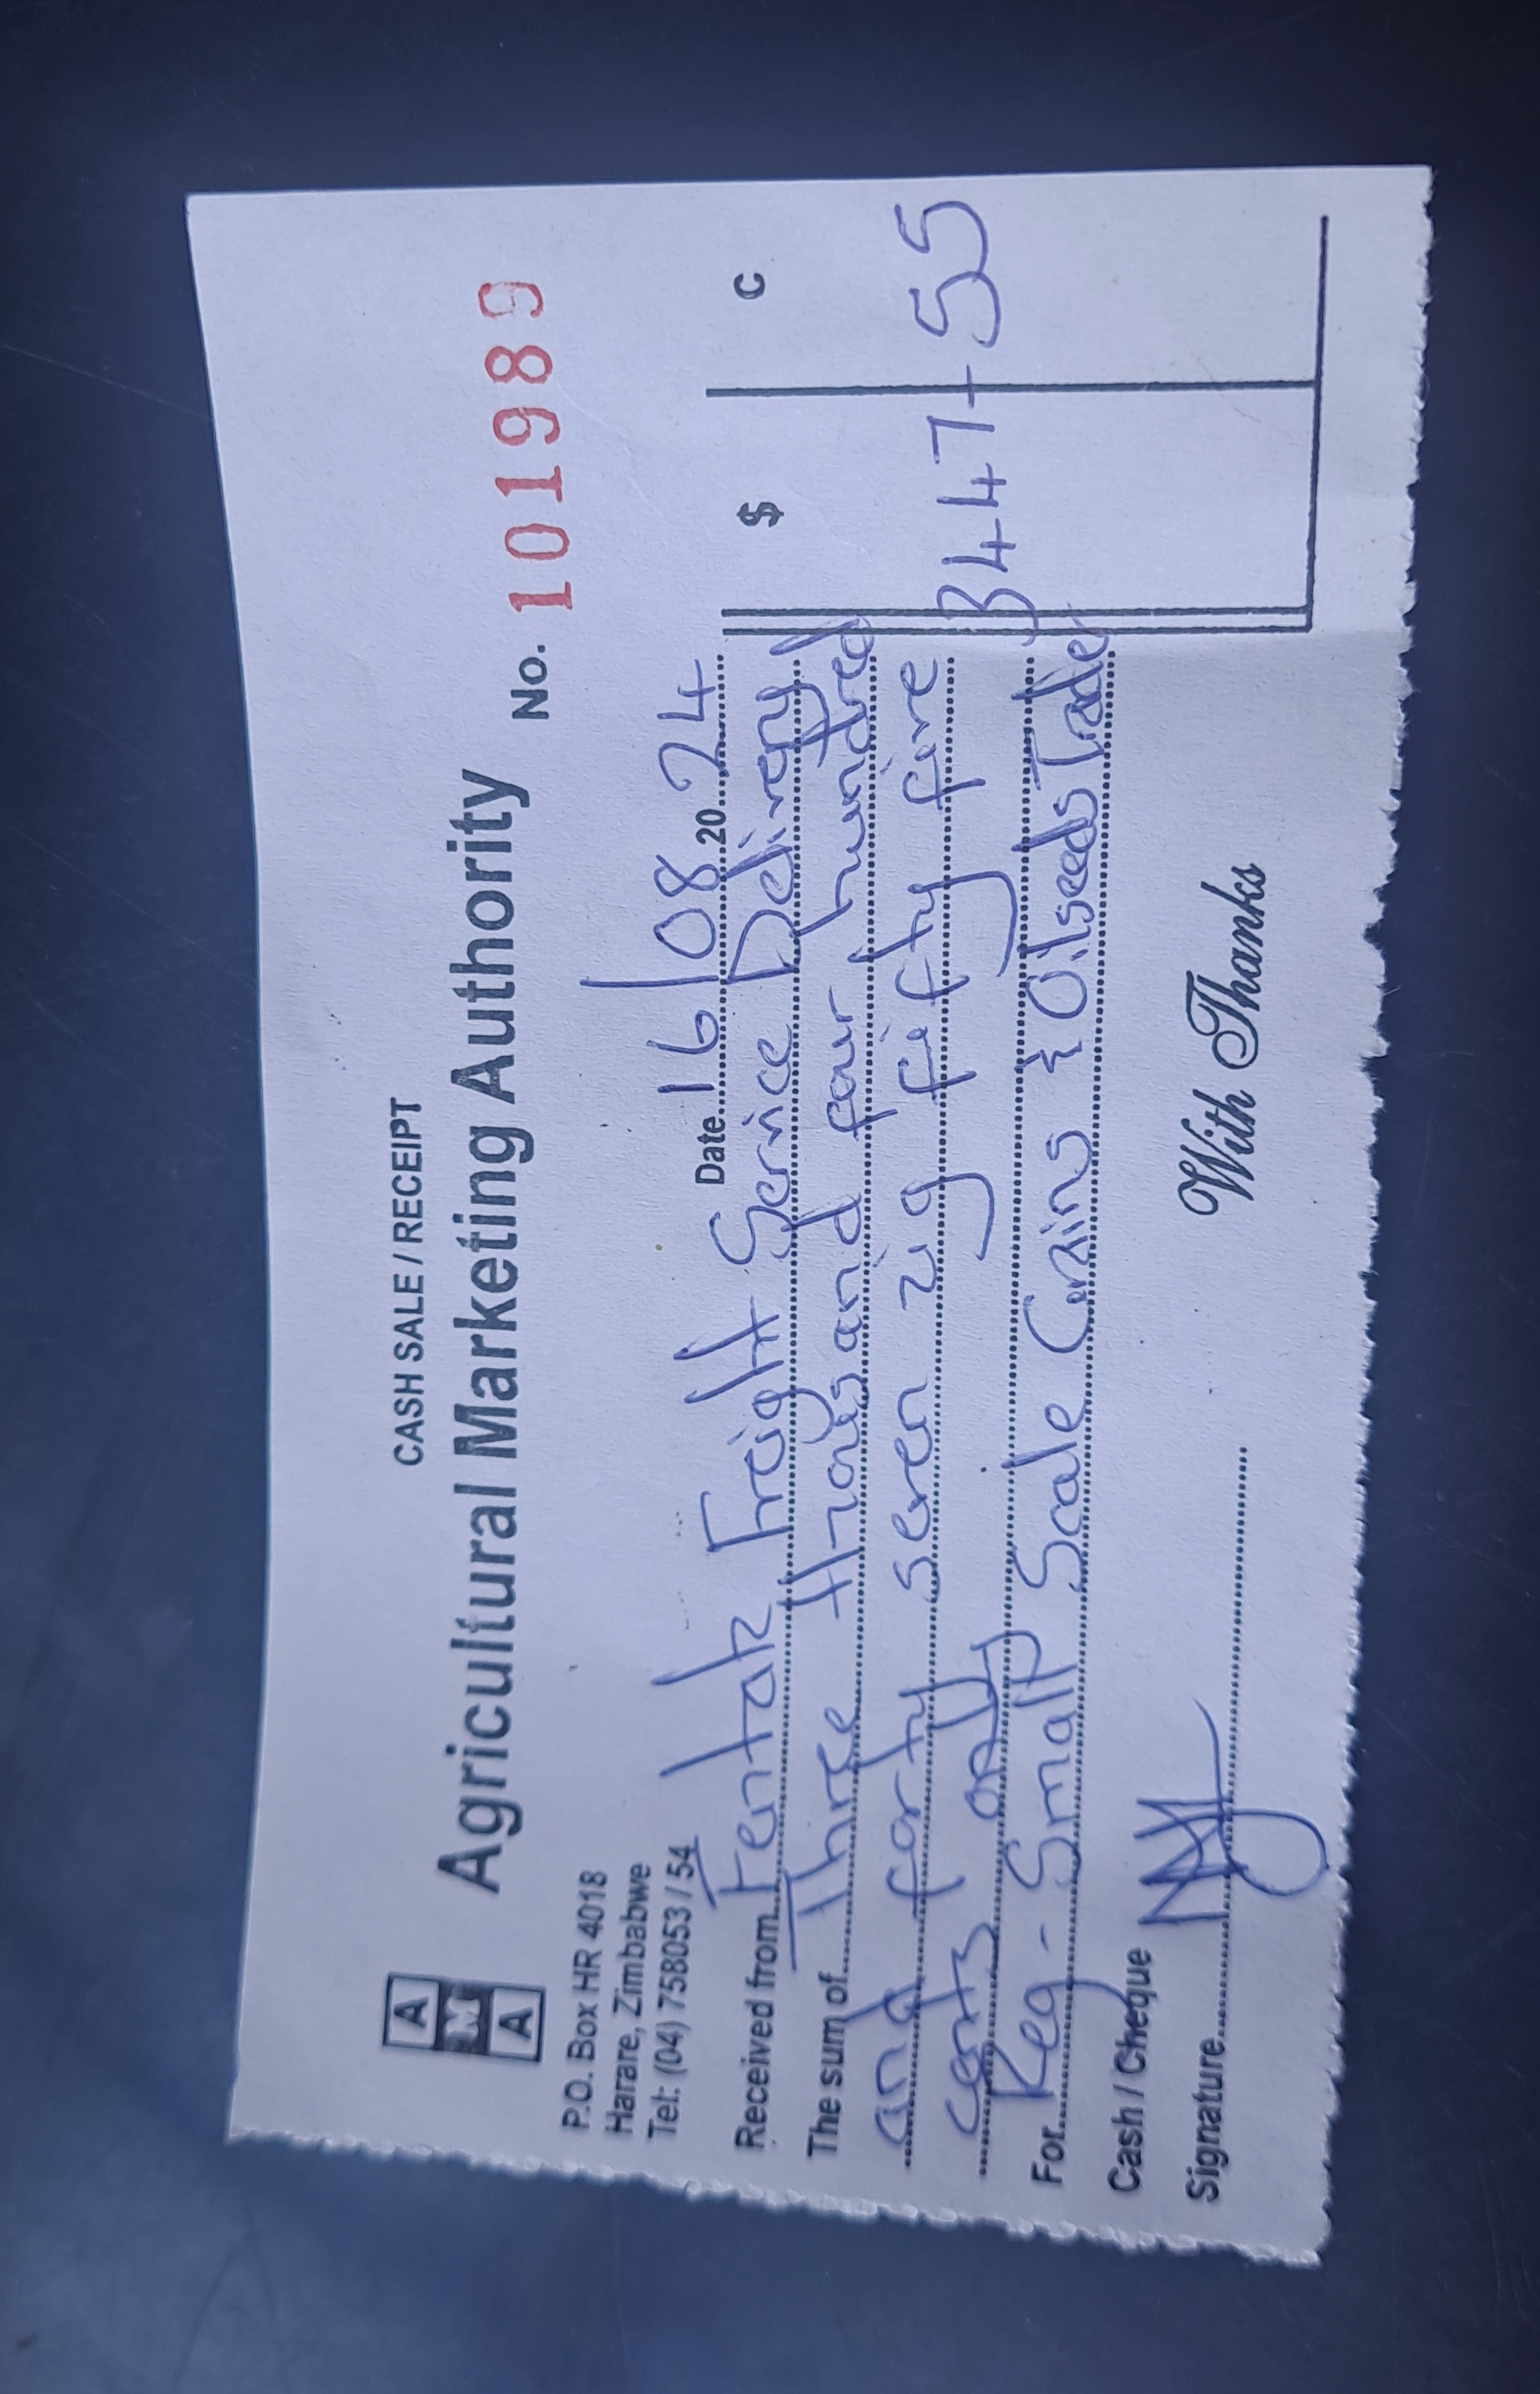 CASH SALE / RECEIPT
A
M
A
Agricultural Marketing Authority
P.O. Box HR 4018
Harare, Zimbabwe
Tel: (04) 758053 / 54
No. 101989
Date 16/08 20 24
Received from Fentak Freight Service Delivery
The sum of Three thousand four hundred
and forty seven zig fifty five
cents only
$ C
3447-55
For Reg - Small Scale Grains & Oilseeds Trader
Cash / Cheque
Signature
With Thanks